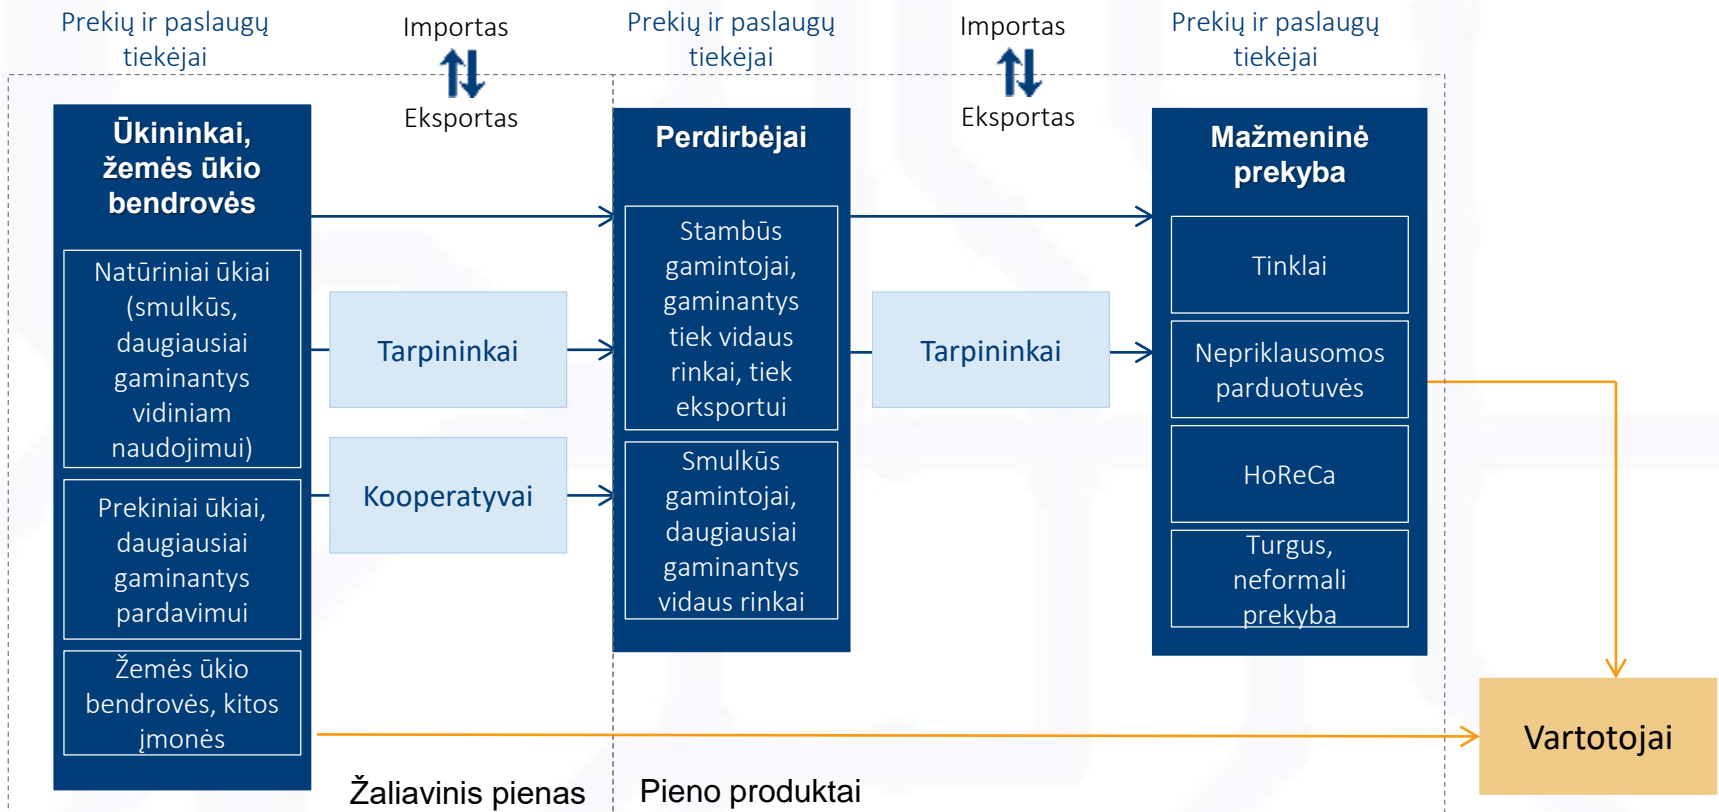 Prekių ir paslaugų
tiekėjai
Importas
Eksportas
Prekių ir paslaugų
tiekėjai
Importas
Eksportas
Prekių ir paslaugų
tiekėjai
Ūkininkai,
žemės ūkio
bendrovės
Natūriniai ūkiai
(smulkūs,
daugiausiai
gaminantys
vidiniam
naudojimui)
Prekiniai ūkiai,
daugiausiai
gaminantys
pardavimui
Žemės ūkio
bendrovės, kitos
įmonės
Tarpininkai
Kooperatyvai
Perdirbėjai
Stambūs
gamintojai,
gaminantys
tiek vidaus
rinkai, tiek
eksportui
Smulkūs
gamintojai,
daugiausiai
gaminantys
vidaus rinkai
Tarpininkai
Mažmeninė
prekyba
Tinklai
Nepriklausomos
parduotuvės
HoReCa
Turgus,
neformali
prekyba
Vartotojai
Žaliavinis pienas
Pieno produktai